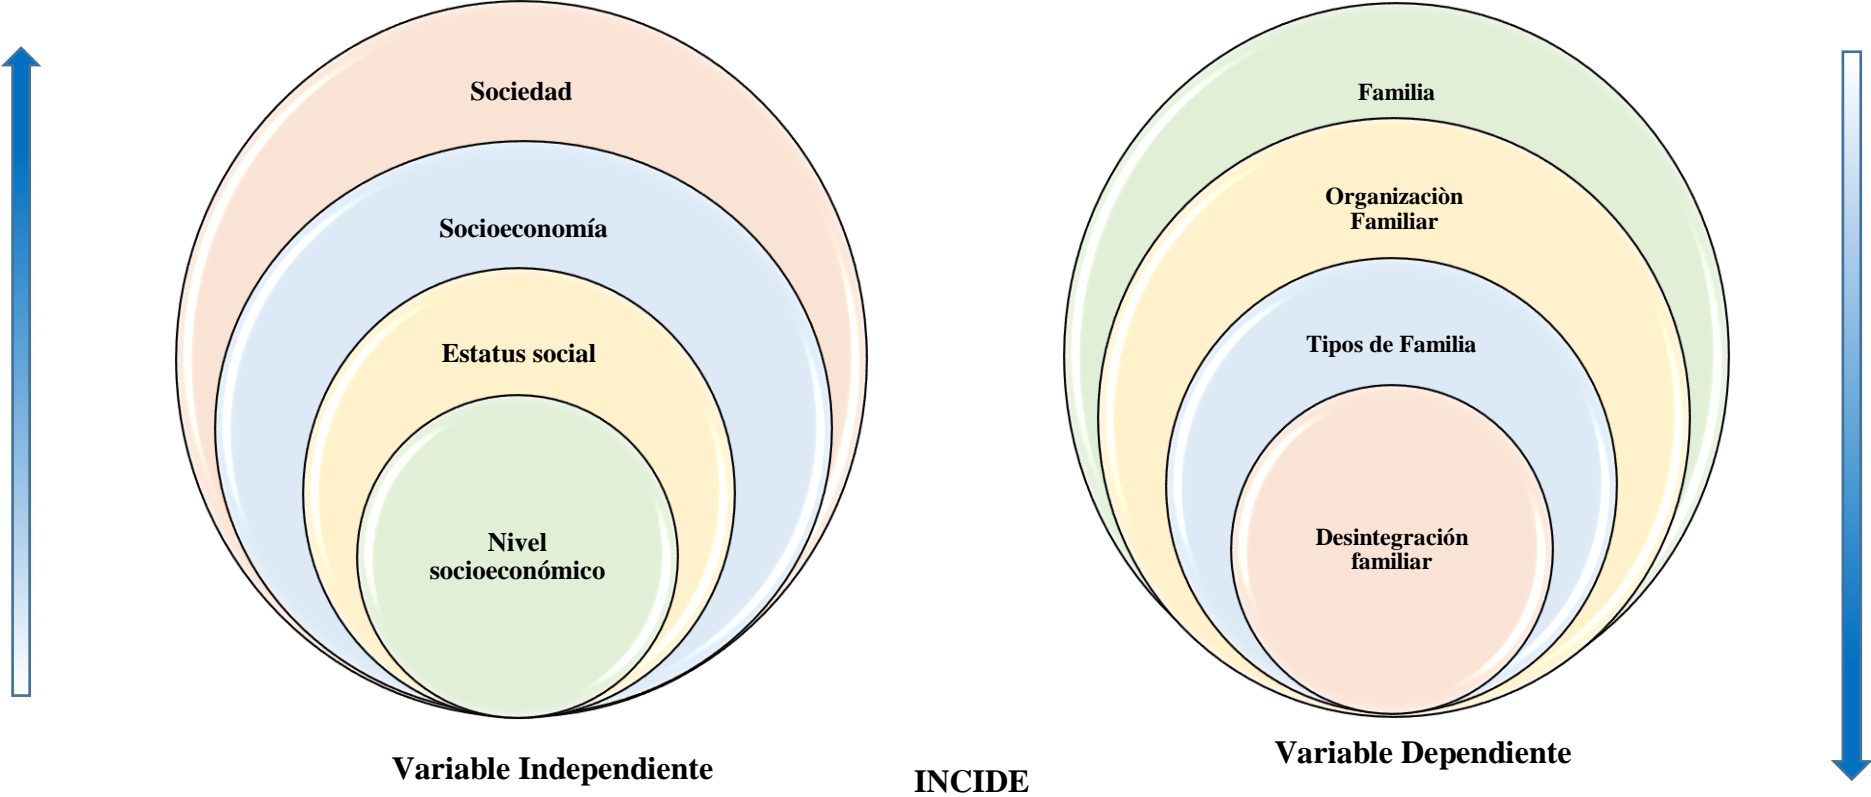 Sociedad
Socioeconomía
Estatus social
Nivel
socioeconómico
Variable Independiente
INCIDE
Familia
Organizaciòn
Familiar
Tipos de Familia
Desintegración
familiar
Variable Dependiente